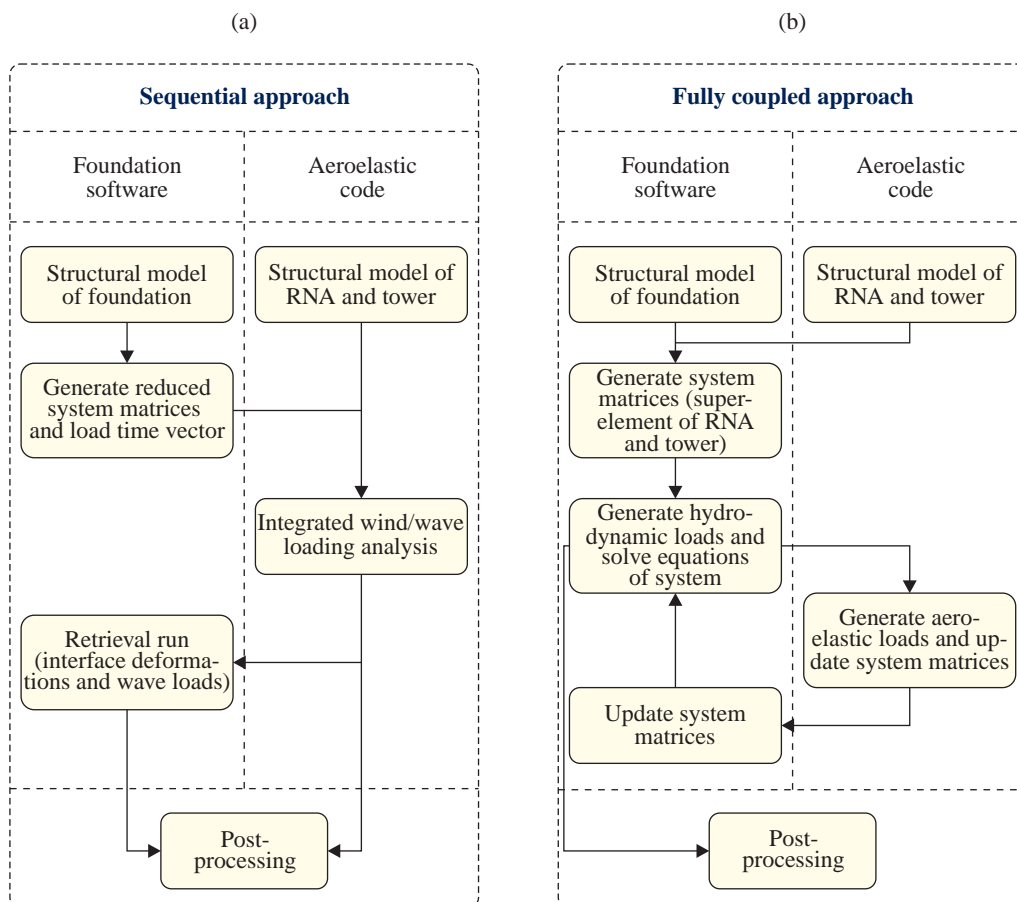 (a)
Sequential approach
Foundation
software
Aeroelastic
code
Structural model
of foundation
Structural model of
RNA and tower
Generate reduced
system matrices
and load time vector
Integrated wind/wave
loading analysis
Retrieval run
(interface deforma-
tions and wave loads)
Post-
processing
(b)
Fully coupled approach
Foundation
software
Aeroelastic
code
Structural model
of foundation
Structural model of
RNA and tower
Generate system
matrices (super-
element of RNA
and tower)
Generate hydro-
dynamic loads and
solve equations
of system
Generate aero-
elastic loads and up-
date system matrices
Update system
matrices
Post-
processing